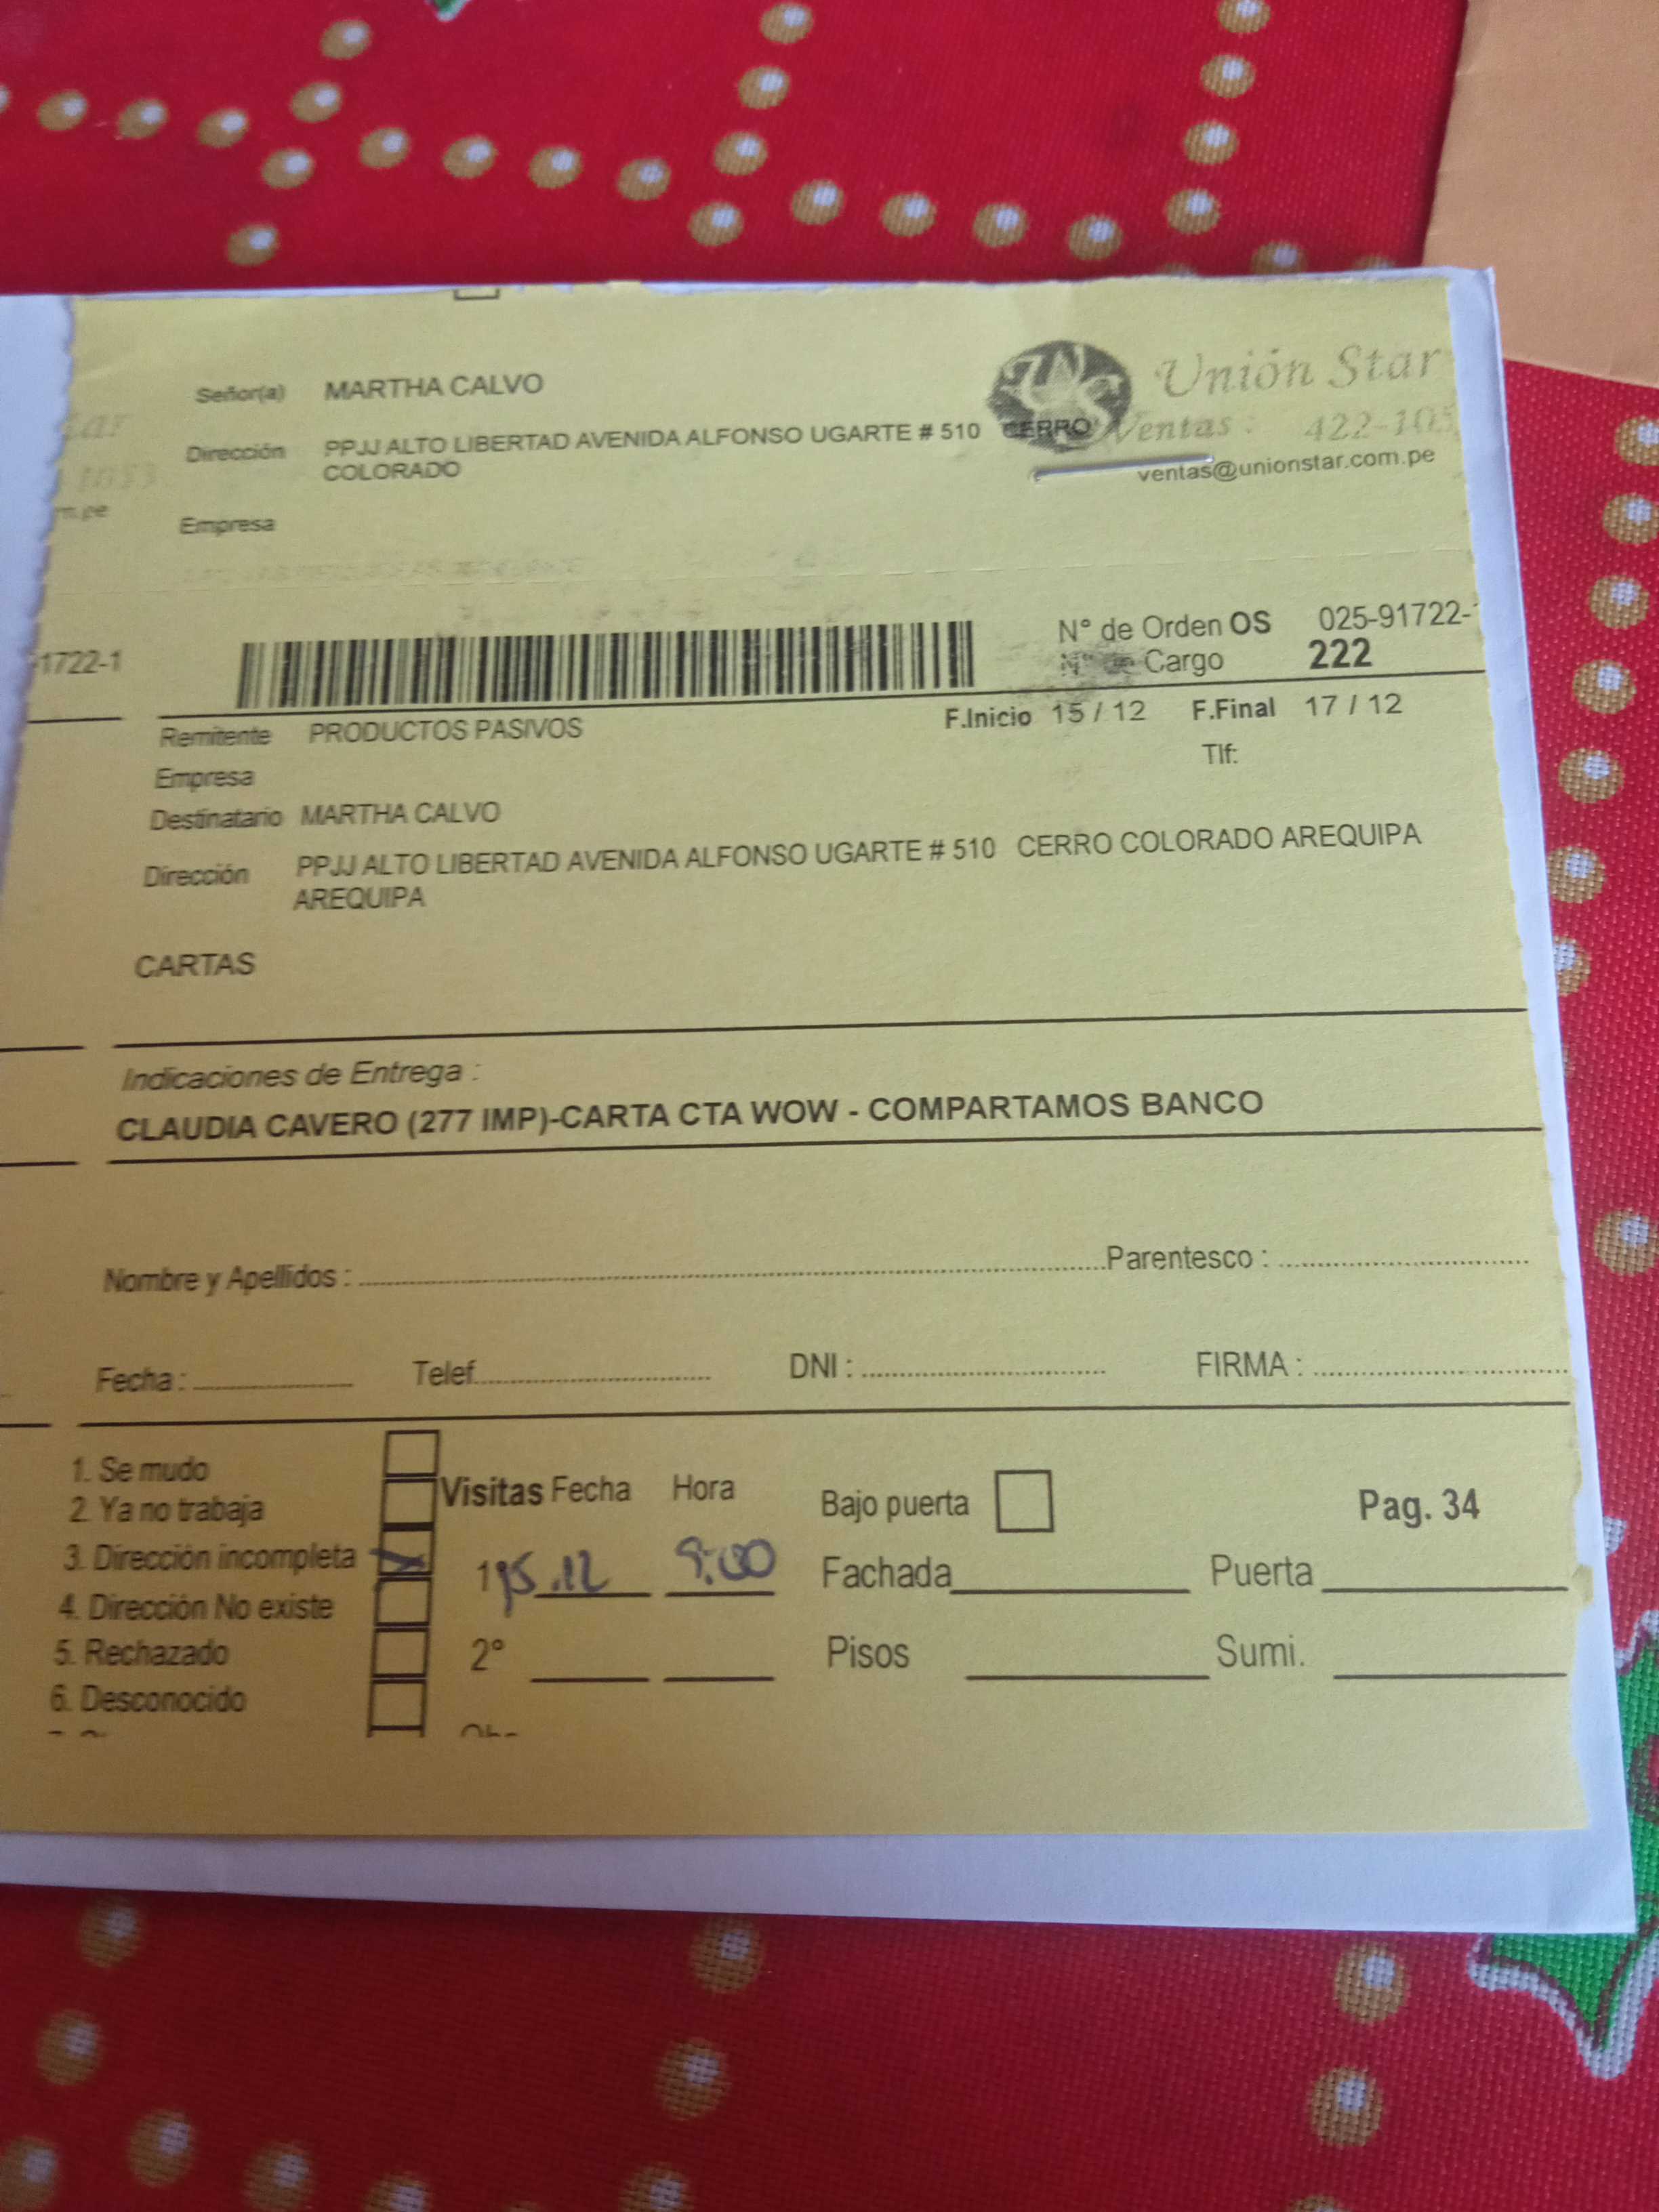 Señor(a) MARTHA CALVO
Unión Star
Dirección PPJJ ALTO LIBERTAD AVENIDA ALFONSO UGARTE # 510 CERRO
COLORADO
Ventas : 422-105
ventas@unionstar.com.pe
Empresa
N° de Orden OS 025-91722-
Cargo 222
1722-1
Remitente PRODUCTOS PASIVOS F.Inicio 15 / 12 F.Final 17 / 12
Tlf:
Empresa
Destinatario MARTHA CALVO
Dirección PPJJ ALTO LIBERTAD AVENIDA ALFONSO UGARTE # 510 CERRO COLORADO AREQUIPA
AREQUIPA
CARTAS
Indicaciones de Entrega :
CLAUDIA CAVERO (277 IMP)-CARTA CTA WOW - COMPARTAMOS BANCO
Nombre y Apellidos : Parentesco :
Fecha : Telef. DNI : FIRMA :
1. Se mudo
2. Ya no trabaja
3. Dirección incompleta
4. Dirección No existe
5. Rechazado
6. Desconocido
Visitas Fecha Hora
1 15.12 9:00
2°
Bajo puerta Pag. 34
Fachada Puerta
Pisos Sumi.